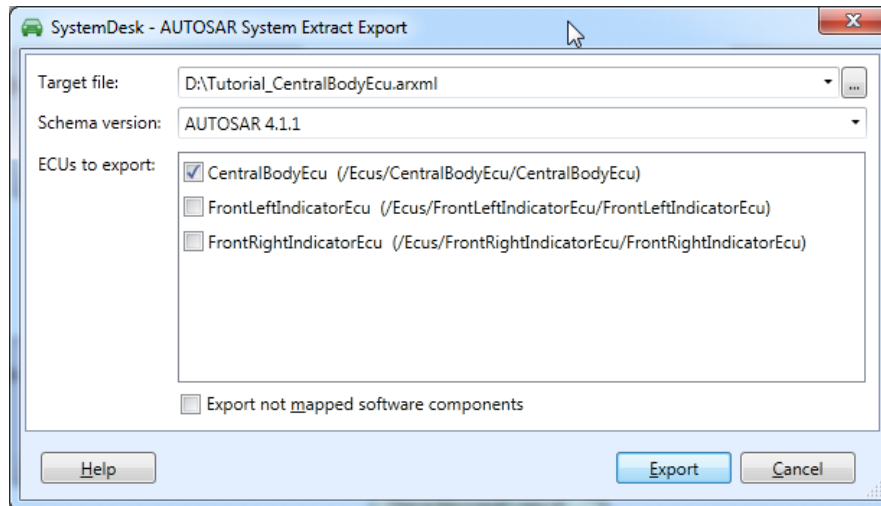 SystemDesk - AUTOSAR System Extract Export
Target file: D:\Tutorial_CentralBodyEcu.arxml ...
Schema version: AUTOSAR 4.1.1
ECUs to export: CentralBodyEcu (/Ecus/CentralBodyEcu/CentralBodyEcu)
FrontLeftIndicatorEcu (/Ecus/FrontLeftIndicatorEcu/FrontLeftIndicatorEcu)
FrontRightIndicatorEcu (/Ecus/FrontRightIndicatorEcu/FrontRightIndicatorEcu)
Export not mapped software components
Help Export Cancel